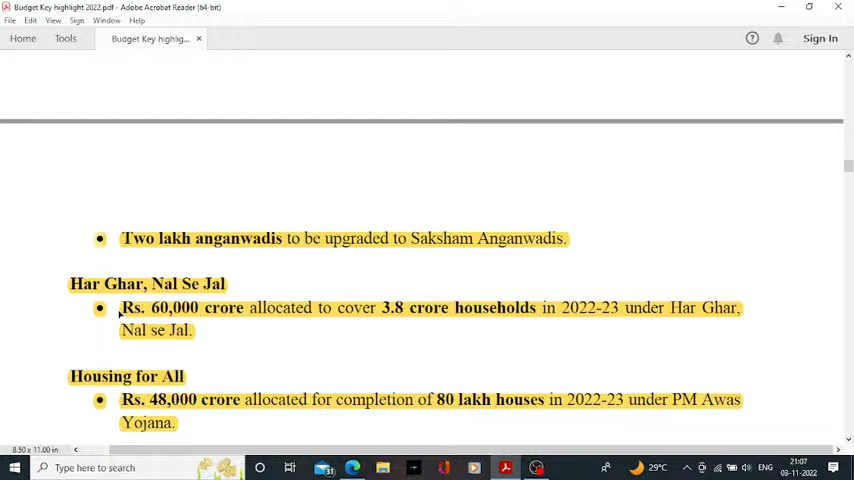 Budget Key highlight 2022.pdf - Adobe Acrobat Reader (64-bit)
File Edit View Sign Window Help
Home Tools Budget Key highlig... × Sign In
• Two lakh anganwadis to be upgraded to Saksham Anganwadis.
Har Ghar, Nal Se Jal
• Rs. 60,000 crore allocated to cover 3.8 crore households in 2022-23 under Har Ghar,
Nal se Jal.
Housing for All
• Rs. 48,000 crore allocated for completion of 80 lakh houses in 2022-23 under PM Awas
Yojana.
8.50 x 11.00 in
Type here to search 31 29°C ENG 21:07
03-11-2022